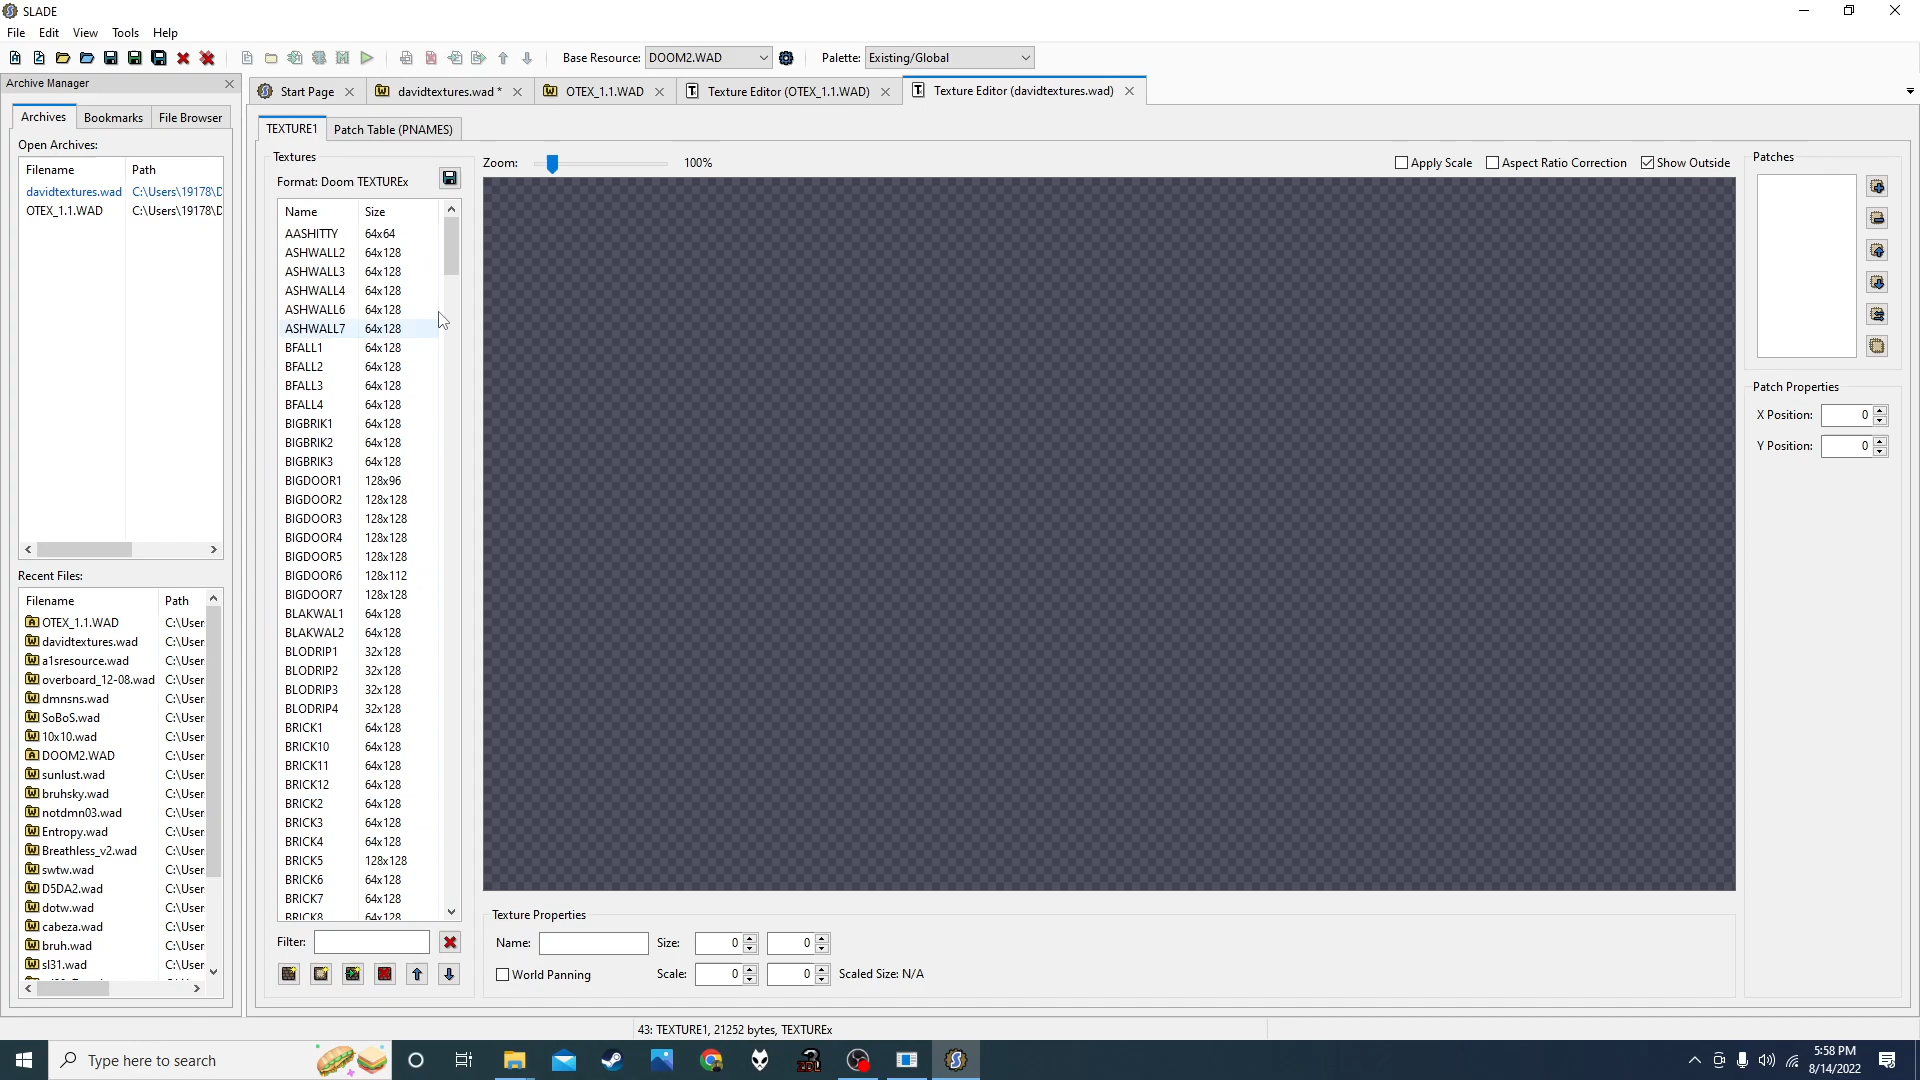 SLADE
File Edit View Tools Help
Base Resource: DOOM2.WAD Palette: Existing/Global
Archive Manager
Start Page davidtextures.wad * OTEX_1.1.WAD Text Editor (OTEX_1.1.WAD) Texture Editor (davidtextures.wad)
Archives Bookmarks File Browser
TEXTURE1 Patch Table (PNAMES)
Open Archives:
Filename Path
davidtextures.wad C:\Users\19178\D
OTEX_1.1.WAD C:\Users\19178\D
Recent Files:
Filename Path
OTEX_1.1.WAD C:\User
davidtextures.wad C:\User
a1sresource.wad C:\User
overboard_12-08.wad C:\User
dmnsns.wad C:\User
SoBoS.wad C:\User
10x10.wad C:\User
DOOM2.WAD C:\User
sunlust.wad C:\User
bruhsky.wad C:\User
notdmn03.wad C:\User
Entropy.wad C:\User
Breathless_v2.wad C:\User
swtw.wad C:\User
D5DA2.wad C:\User
dotw.wad C:\User
cabeza.wad C:\User
bruh.wad C:\User
sl31.wad C:\User
Textures
Format: Doom TEXTUREx
Name Size
AASHITTY 64x64
ASHWALL2 64x128
ASHWALL3 64x128
ASHWALL4 64x128
ASHWALL6 64x128
ASHWALL7 64x128
BFALL1 64x128
BFALL2 64x128
BFALL3 64x128
BFALL4 64x128
BIGBRIK1 64x128
BIGBRIK2 64x128
BIGBRIK3 64x128
BIGDOOR1 128x96
BIGDOOR2 128x128
BIGDOOR3 128x128
BIGDOOR4 128x128
BIGDOOR5 128x128
BIGDOOR6 128x112
BIGDOOR7 128x128
BLAKWAL1 64x128
BLAKWAL2 64x128
BLODRIP1 32x128
BLODRIP2 32x128
BLODRIP3 32x128
BLODRIP4 32x128
BRICK1 64x128
BRICK10 64x128
BRICK11 64x128
BRICK12 64x128
BRICK2 64x128
BRICK3 64x128
BRICK4 64x128
BRICK5 128x128
BRICK6 64x128
BRICK7 64x128
BRICK8 64x128
Filter:
Zoom: 100% Apply Scale Aspect Ratio Correction Show Outside
Texture Properties
Name: Size: 0 0
World Panning Scale: 0 0 Scaled Size: N/A
Patches
Patch Properties
X Position: 0
Y Position: 0
43: TEXTURE1, 21252 bytes, TEXTUREx
Type here to search
5:58 PM
8/14/2022